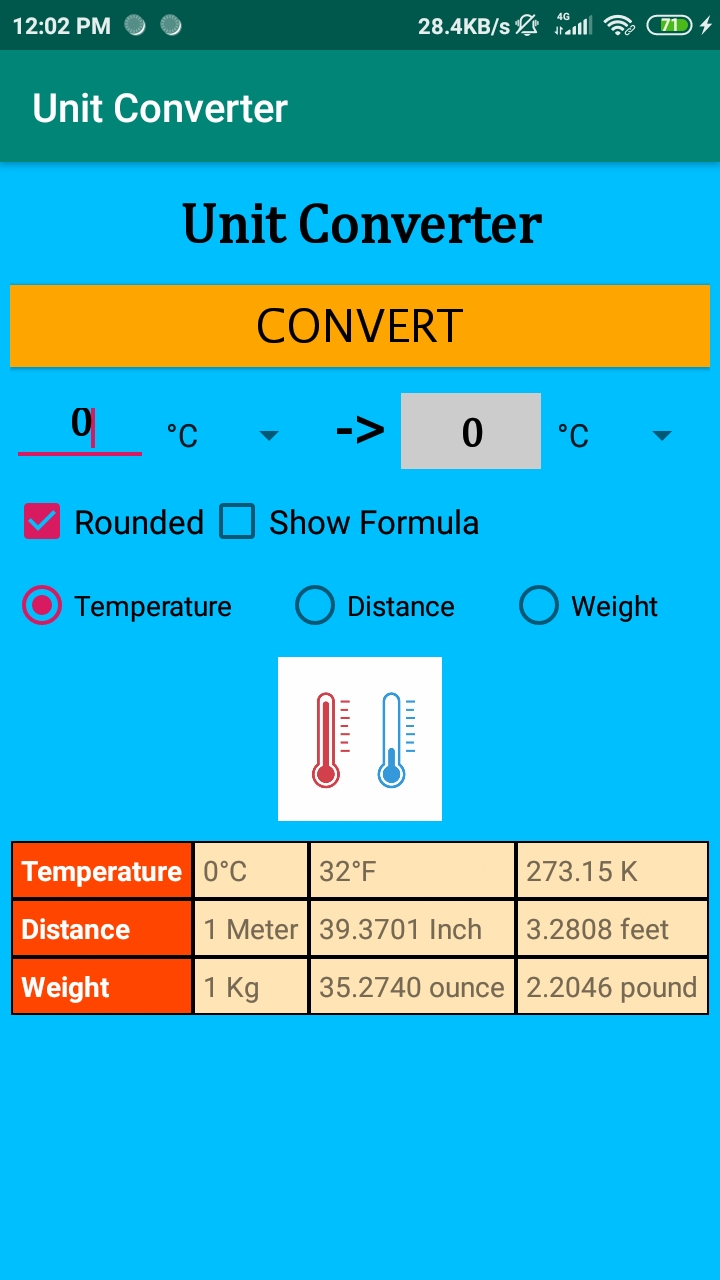 12:02 PM 28.4KB/s 4G 71
Unit Converter
Unit Converter
CONVERT
0 °C -> 0 °C
Rounded Show Formula
Temperature Distance Weight
Temperature 0°C 32°F 273.15 K
Distance 1 Meter 39.3701 Inch 3.2808 feet
Weight 1 Kg 35.2740 ounce 2.2046 pound